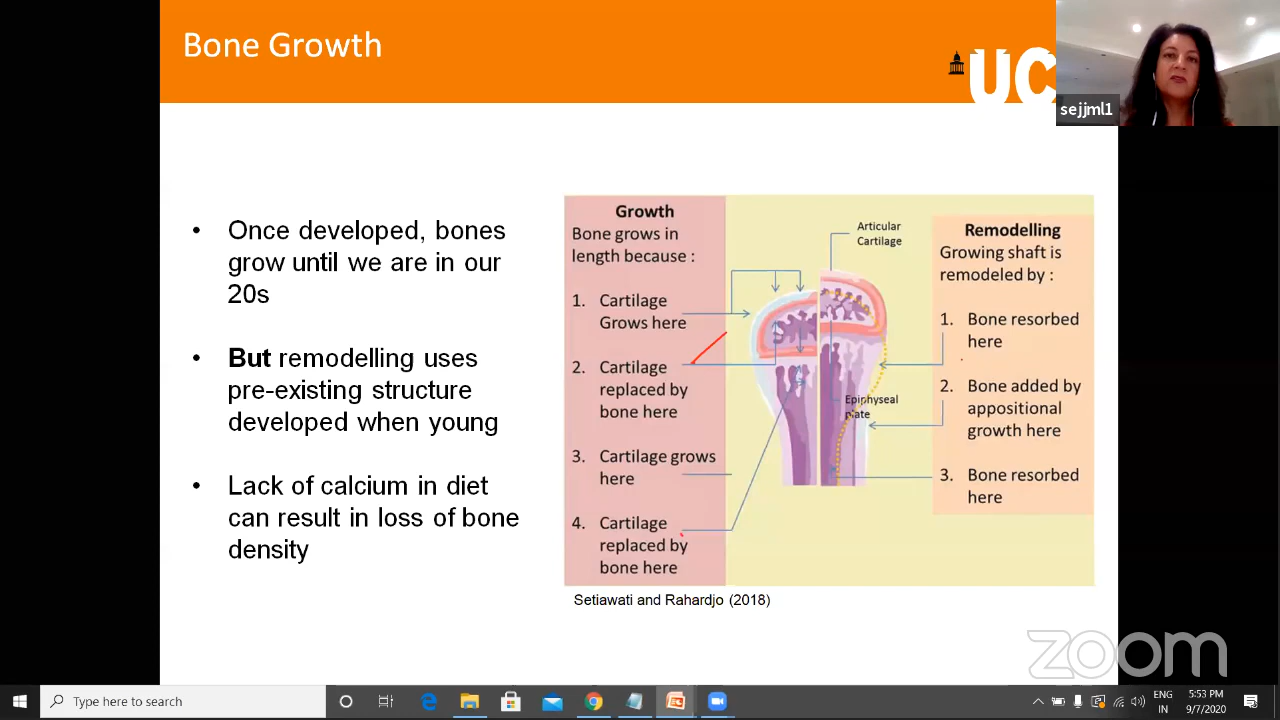 Bone Growth
UC
sejjml1
• Once developed, bones
grow until we are in our
20s
• But remodelling uses
pre-existing structure
developed when young
• Lack of calcium in diet
can result in loss of bone
density
Growth
Bone grows in
length because :
1. Cartilage
Grows here
2. Cartilage
replaced by
bone here
3. Cartilage grows
here
4. Cartilage
replaced by
bone here
Articular
Cartilage
Epiphyseal
plate
Remodelling
Growing shaft is
remodeled by :
1. Bone resorbed
here
2. Bone added by
appositional
growth here
3. Bone resorbed
here
Setiawati and Rahardjo (2018)
zoom
Type here to search
ENG
IN
5:53 PM
9/7/2020